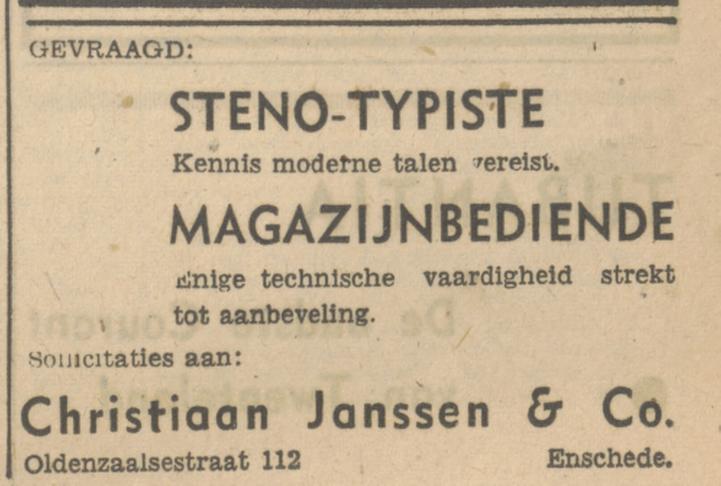 GEVRAAGD:
STENO-TYPISTE
Kennis moderne talen vereist.
MAGAZIJNBEDIENDE
Enige technische vaardigheid strekt
tot aanbeveling.
Sollicitaties aan:
Christiaan Janssen & Co.
Oldenzaalsestraat 112 Enschede.